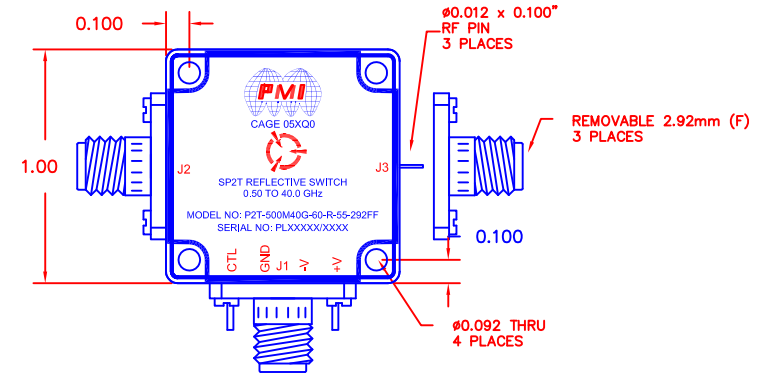 0.100
ø0.012 x 0.100"
RF PIN
3 PLACES
PMI
CAGE 05XQ0
REMOVABLE 2.92mm (F)
3 PLACES
1.00
J2
J3
SP2T REFLECTIVE SWITCH
0.50 TO 40.0 GHz
MODEL NO: P2T-500M40G-60-R-55-292FF
SERIAL NO: PLXXXXX/XXXX
0.100
CTL
GND
J1
-V
+V
ø0.092 THRU
4 PLACES